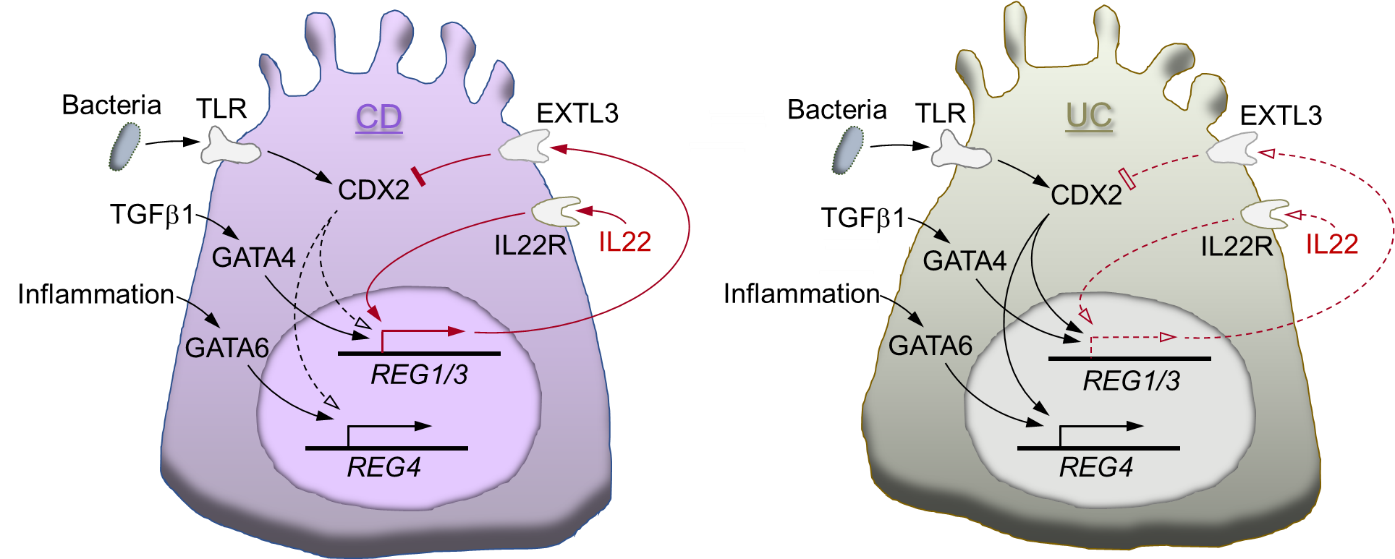 CD
Bacteria
TLR
EXTL3
CDX2
TGFβ1
GATA4
IL22R
IL22
Inflammation
GATA6
REG1/3
REG4
UC
Bacteria
TLR
EXTL3
CDX2
TGFβ1
GATA4
IL22R
IL22
Inflammation
GATA6
REG1/3
REG4